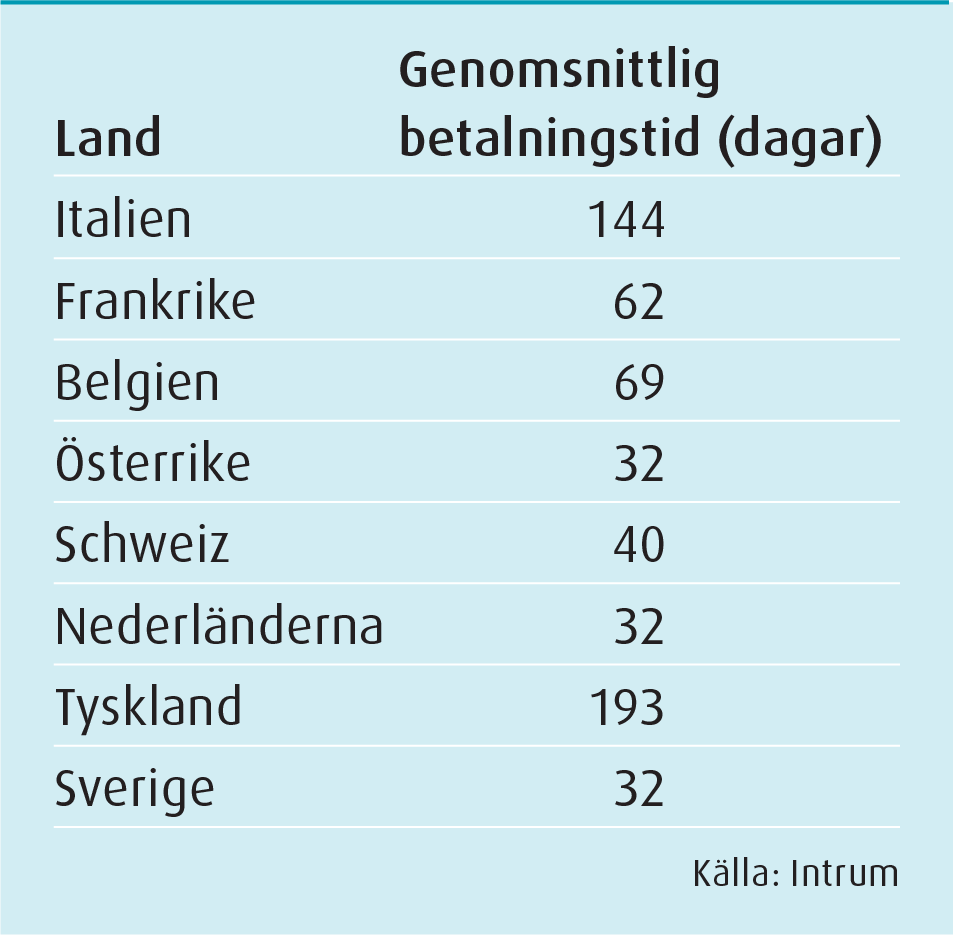 Genomsnittlig
Land betalningstid (dagar)
Italien 144
Frankrike 62
Belgien 69
Österrike 32
Schweiz 40
Nederländerna 32
Tyskland 193
Sverige 32
Källa: Intrum